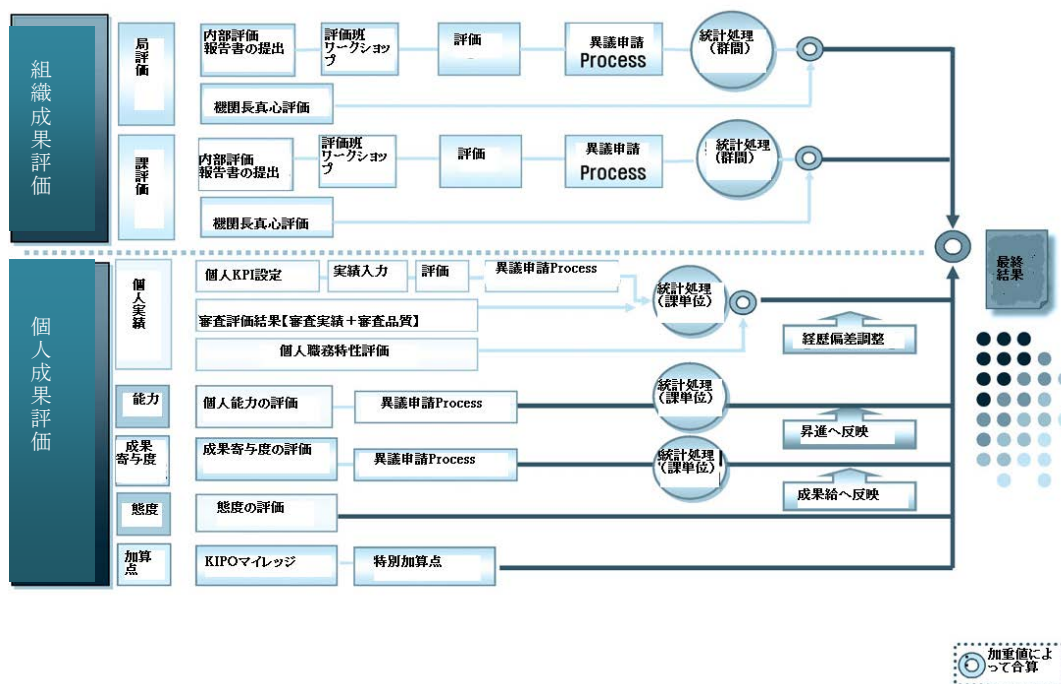 組織成果評価
局評価
内部評価
報告書の提出
評価班
ワークショッ
プ
評価
異議申請
Process
統計処理
（群間）
機関長真心評価
課評価
内部評価
報告書の提出
評価班
ワークショッ
プ
評価
異議申請
Process
統計処理
（群間）
機関長真心評価
最終
結果
個人成果評価
個人実績
個人KPI設定
実績入力
評価
異議申請Process
審査評価結果【審査実績＋審査品質】
個人職務特性評価
統計処理
（課単位）
経歴偏差調整
能力
個人能力の評価
異議申請Process
統計処理
（課単位）
昇進へ反映
成果
寄与度
成果寄与度の評価
異議申請Process
統計処理
（課単位）
成果給へ反映
態度
態度の評価
加算
点
KIPOマイレッジ
特別加算点
加重値によ
って合算